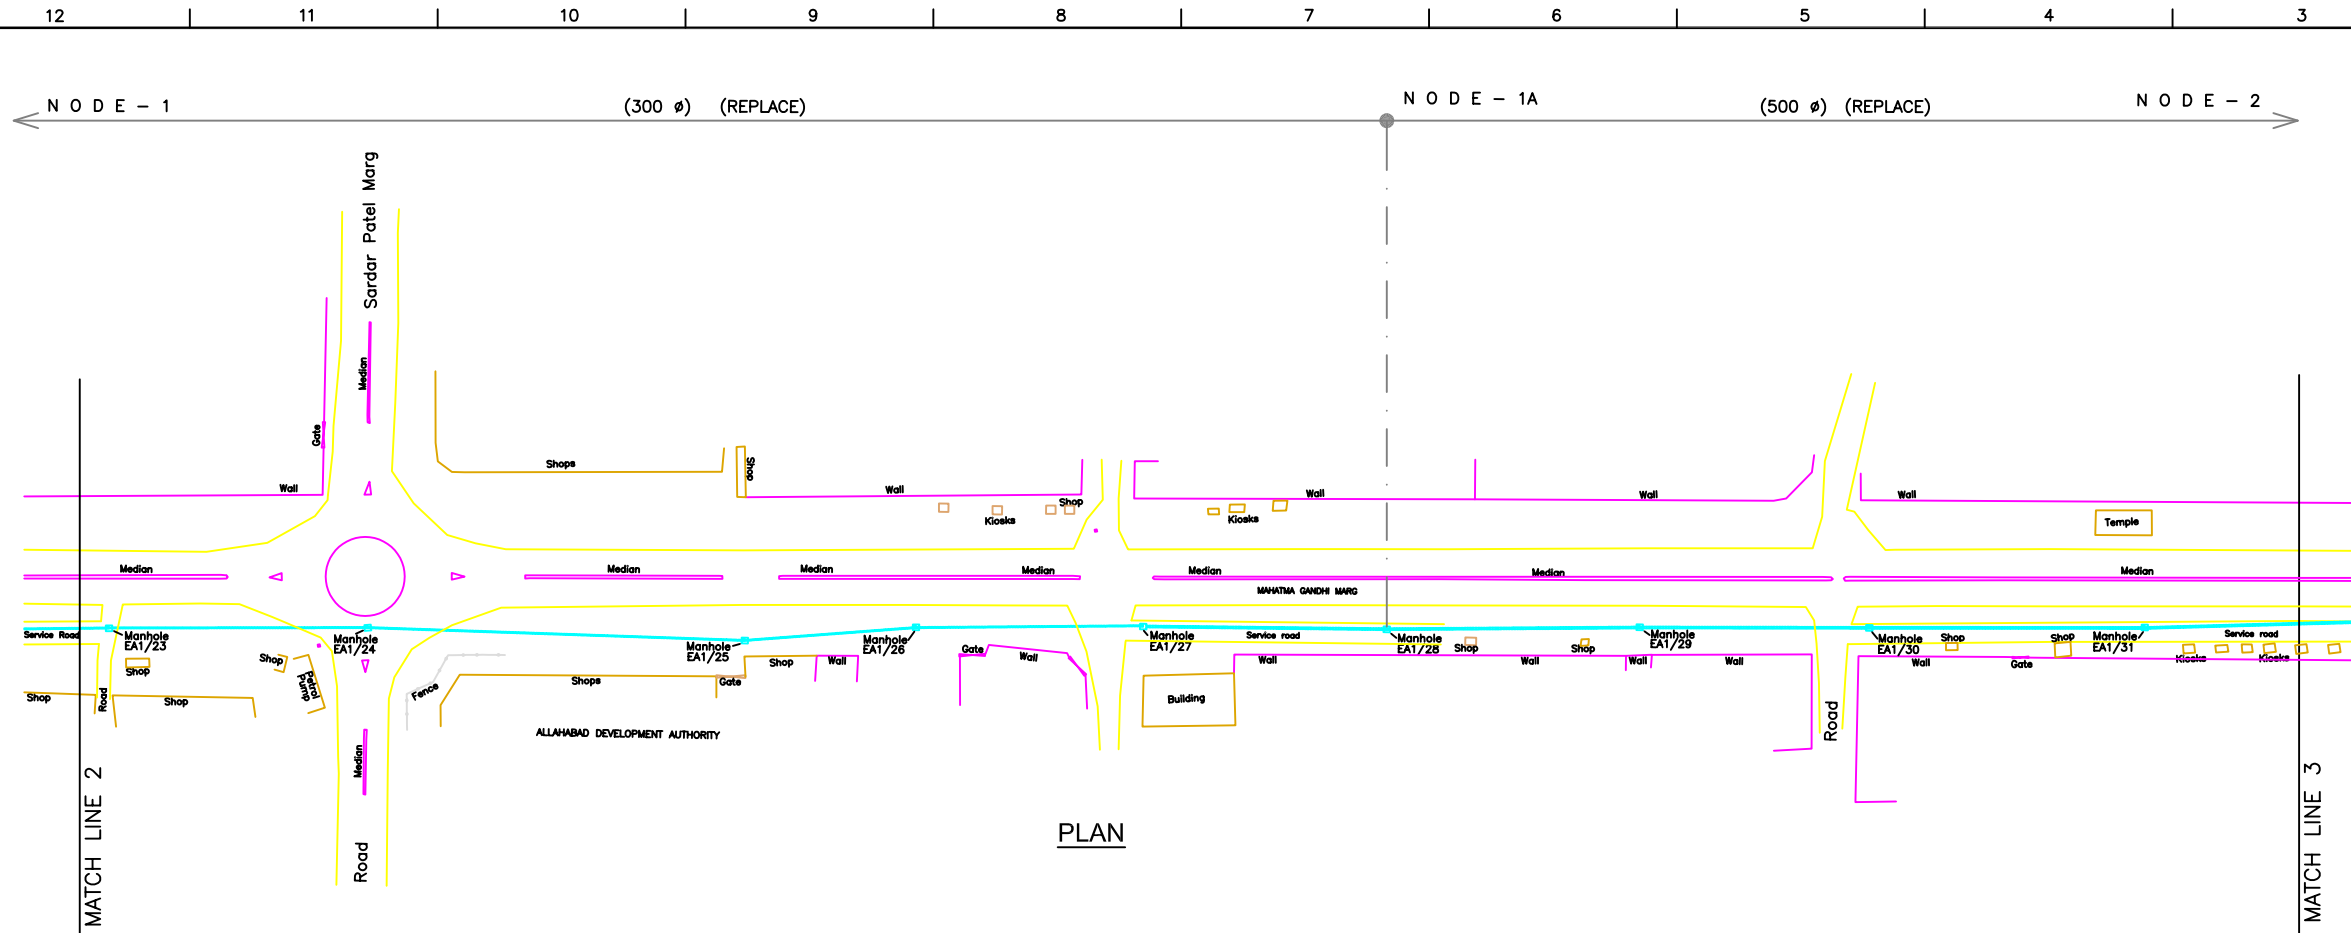 12 11 10 9 8 7 6 5 4 3
N O D E - 1
(300 ø) (REPLACE)
N O D E - 1A
(500 ø) (REPLACE)
N O D E - 2
Sardar Patel Marg
Median
Gate
Wall
Shops
Shop
Wall
Shop
Kiosks
Wall
Kiosks
Wall
Wall
Temple
Median
Median
Median
Median
Median
Median
Median
MAHATMA GANDHI MARG
Service Road
Manhole
EA1/23
Manhole
EA1/24
Manhole
EA1/25
Manhole
EA1/26
Manhole
EA1/27
Service road
Manhole
EA1/28
Shop
Shop
Manhole
EA1/29
Manhole
EA1/30
Shop
Shop
Manhole
EA1/31
Service road
Shop
Shop
Petrol
Pump
Fence
Shop
Wall
Gate
Wall
Wall
Wall
Wall
Wall
Wall
Gate
Kiosks
Kiosks
Shop
Road
Shop
Shops
Gate
Building
ALLAHABAD DEVELOPMENT AUTHORITY
Median
Road
Road
MATCH LINE 2
PLAN
MATCH LINE 3